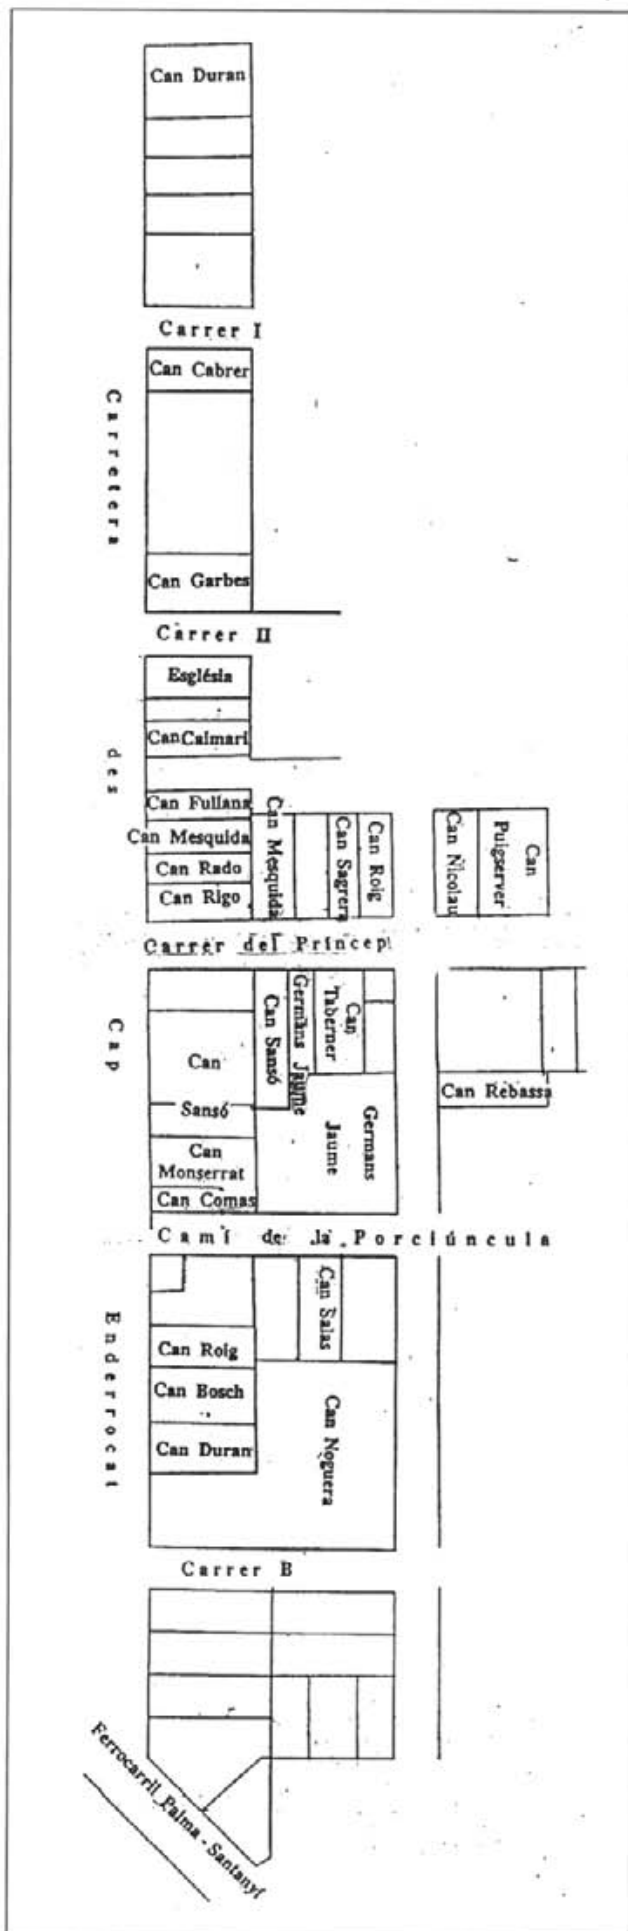 Can Duran
Carrer I
Can Cabrer
Carretera
Can Garbes
Carrer II
Església
Can Calmari
des
Can Fullana
Can Mesquida
Can Rado
Can Rigo
Can Mesquida
Can Sagrera
Can Roig
Can Nicolau
Can
Puigserver
Carrer del Príncep
Cap
Can
Sansó
Can Sansó
Germans Jaume
Can
Taberner
Germans
Jaume
Can Rebassa
Can
Monserrat
Can Comas
Camí de la Porciúncula
Enderrocat
Can Salas
Can Roig
Can Bosch
Can Duran
Can Noguera
Carrer B
Ferrocarril Palma - Santanyí